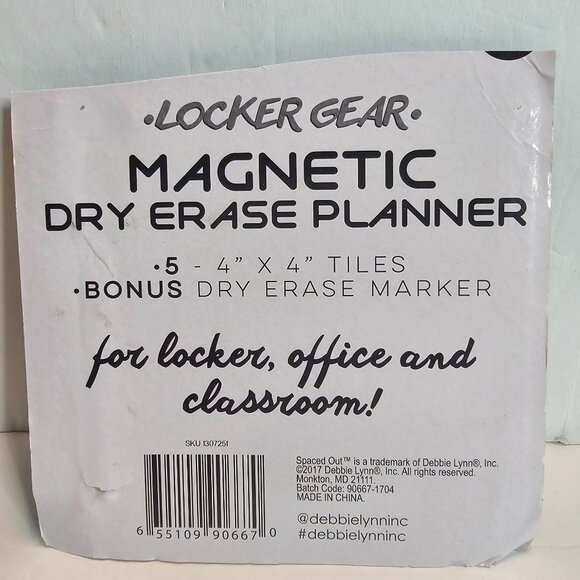 •LOCKER GEAR•
MAGNETIC
DRY ERASE PLANNER
•5 - 4" X 4" TILES
•BONUS DRY ERASE MARKER
for locker, office and
classroom!
SKU 1307251
6 55109 90667 0
Spaced Out™ is a trademark of Debbie Lynn®, Inc.
©2017 Debbie Lynn®, Inc. All rights reserved.
Monkton, MD 21111.
Batch Code: 90667-1704
MADE IN CHINA.
@debbielynninc
#debbielynninc